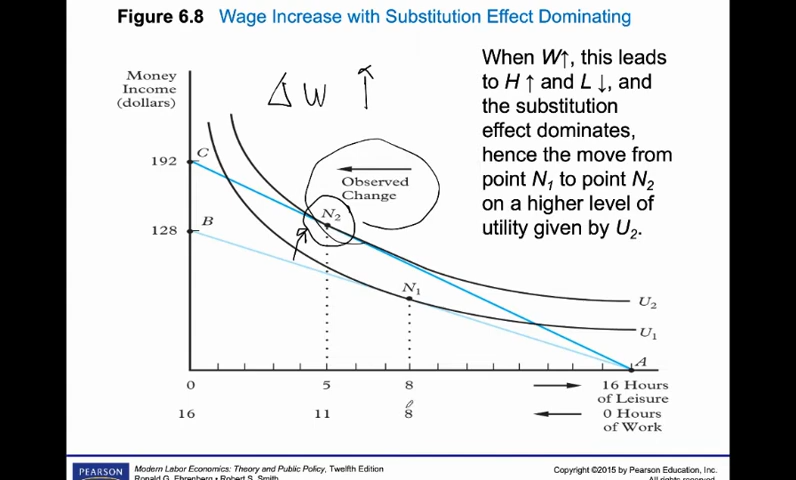 Figure 6.8 Wage Increase with Substitution Effect Dominating
When W↑, this leads
to H ↑ and L ↓, and
the substitution
effect dominates,
hence the move from
point N1 to point N2
on a higher level of
utility given by U2.
Money
Income
(dollars)
Δ W ↑
192
C
128
B
Observed
Change
N2
N1
U2
U1
A
0 5 8 16 Hours
of Leisure
16 11 8 0 Hours
of Work
PEARSON
Modern Labor Economics: Theory and Public Policy, Twelfth Edition
Ronald G. Ehrenberg • Robert S. Smith
Copyright ©2015 by Pearson Education, Inc.
All rights reserved.